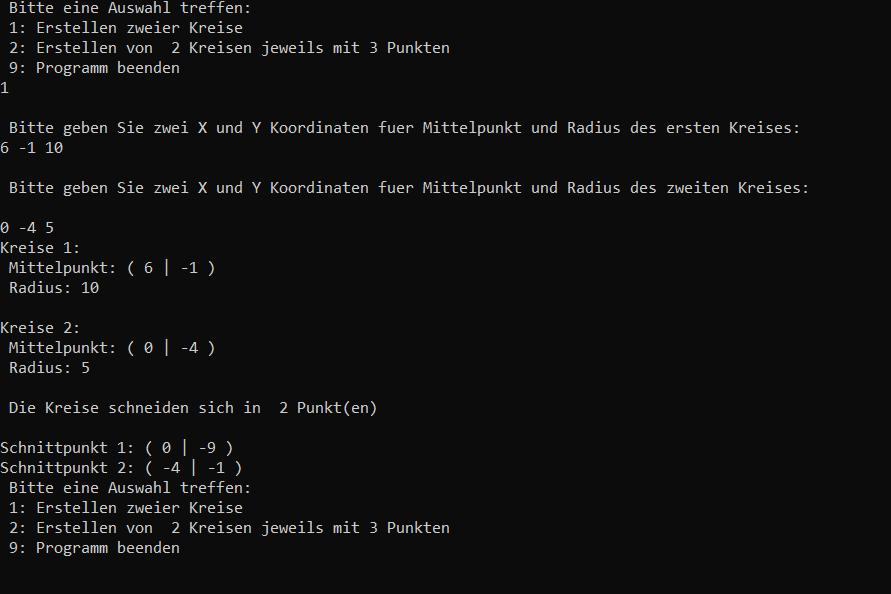 Bitte eine Auswahl treffen:
1: Erstellen zweier Kreise
2: Erstellen von  2 Kreisen jeweils mit 3 Punkten
9: Programm beenden
1
Bitte geben Sie zwei X und Y Koordinaten fuer Mittelpunkt und Radius des ersten Kreises:
6 -1 10
Bitte geben Sie zwei X und Y Koordinaten fuer Mittelpunkt und Radius des zweiten Kreises:
0 -4 5
Kreise 1:
Mittelpunkt: ( 6 | -1 )
Radius: 10
Kreise 2:
Mittelpunkt: ( 0 | -4 )
Radius: 5
Die Kreise schneiden sich in  2 Punkt(en)
Schnittpunkt 1: ( 0 | -9 )
Schnittpunkt 2: ( -4 | -1 )
Bitte eine Auswahl treffen:
1: Erstellen zweier Kreise
2: Erstellen von  2 Kreisen jeweils mit 3 Punkten
9: Programm beenden